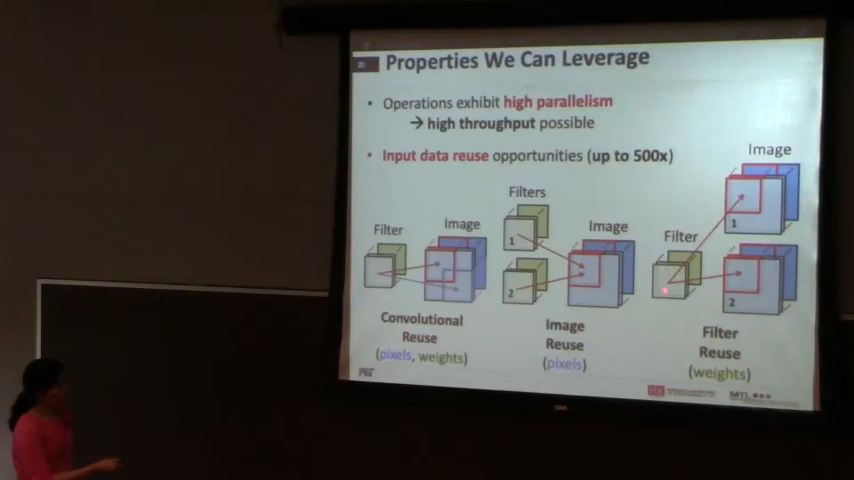 20
Properties We Can Leverage
• Operations exhibit high parallelism
→ high throughput possible
• Input data reuse opportunities (up to 500x)
Filter
Image
Convolutional
Reuse
(pixels, weights)
Filters
Image
1
2
Image
Reuse
(pixels)
Filter
Image
1
2
Filter
Reuse
(weights)
MTL